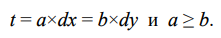 t = a×dx = b×dy и a ≥ b.